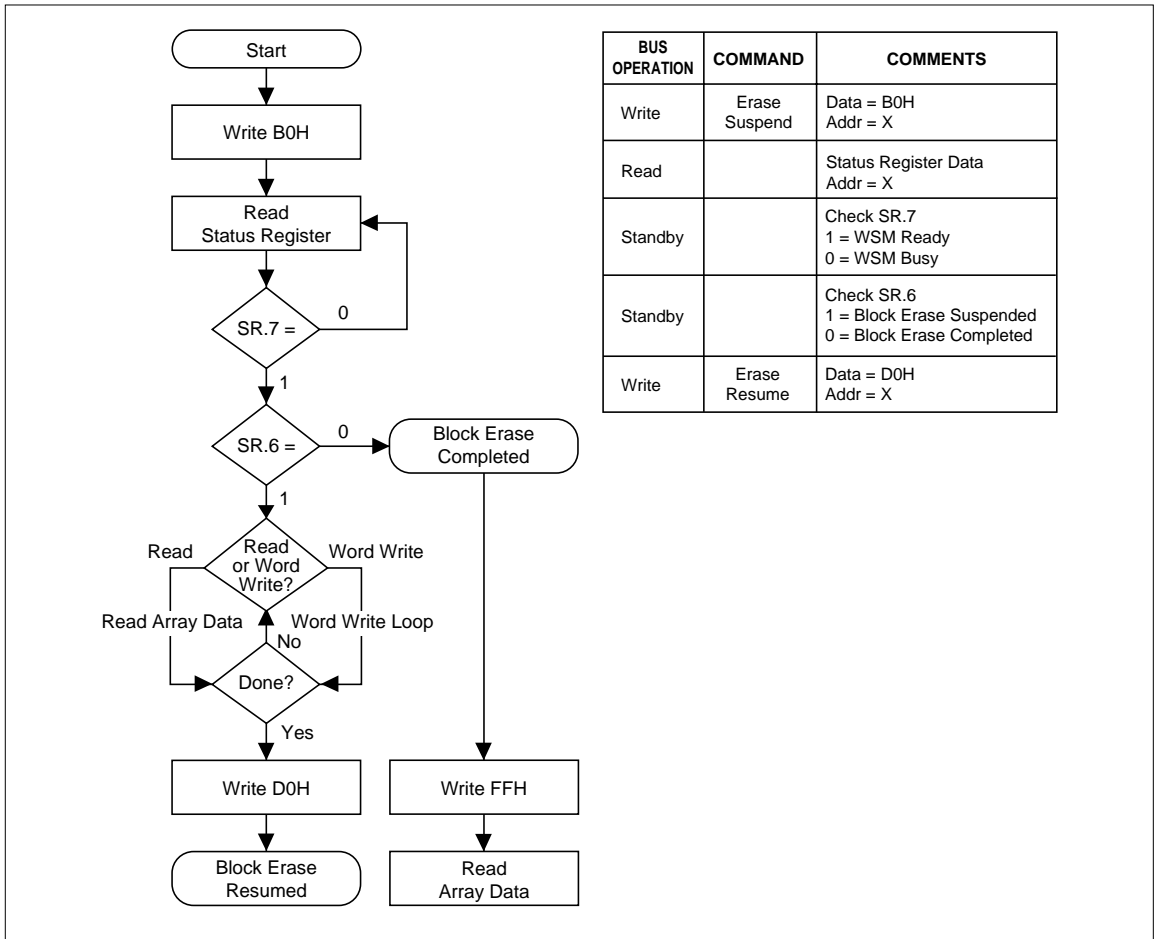 Start
Write B0H
Read
Status Register
SR.7 =
0
1
SR.6 =
0
Block Erase
Completed
1
Read
Read
or Word
Write?
Word Write
Read Array Data
Word Write Loop
No
Done?
Yes
Write D0H
Write FFH
Block Erase
Resumed
Read
Array Data
BUS
OPERATION
COMMAND
COMMENTS
Write
Erase
Suspend
Data = B0H
Addr = X
Read
Status Register Data
Addr = X
Standby
Check SR.7
1 = WSM Ready
0 = WSM Busy
Standby
Check SR.6
1 = Block Erase Suspended
0 = Block Erase Completed
Write
Erase
Resume
Data = D0H
Addr = X